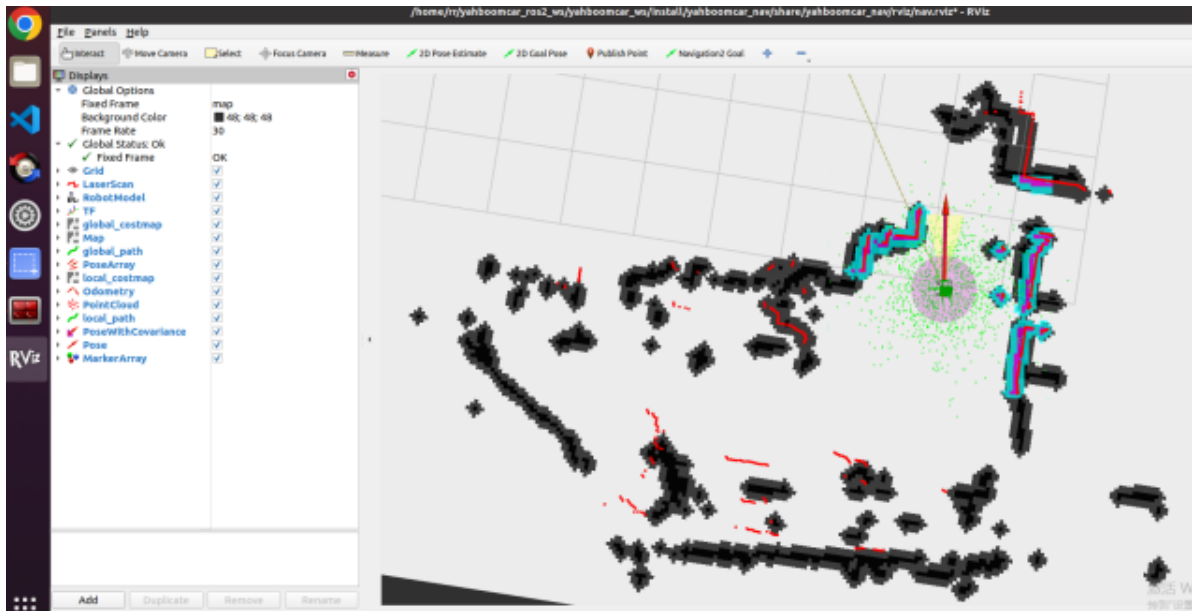 /home/rr/yahboomcar_ros2_ws/yahboomcar_ws/install/yahboomcar_nav/share/yahboomcar_nav/rviz/nav.rviz* - RViz
File Panels Help
Interact Move Camera Select Focus Camera Measure 2D Pose Estimate 2D Goal Pose Publish Point Navigation2 Goal
Displays
Global Options
Fixed Frame map
Background Color 48; 48; 48
Frame Rate 30
Global Status: Ok
Fixed Frame OK
Grid
LaserScan
RobotModel
TF
global_costmap
Map
global_path
PoseArray
local_costmap
Odometry
PointCloud
local_path
PoseWithCovariance
Pose
MarkerArray
RViz
Add Duplicate Remove Rename
激活 W